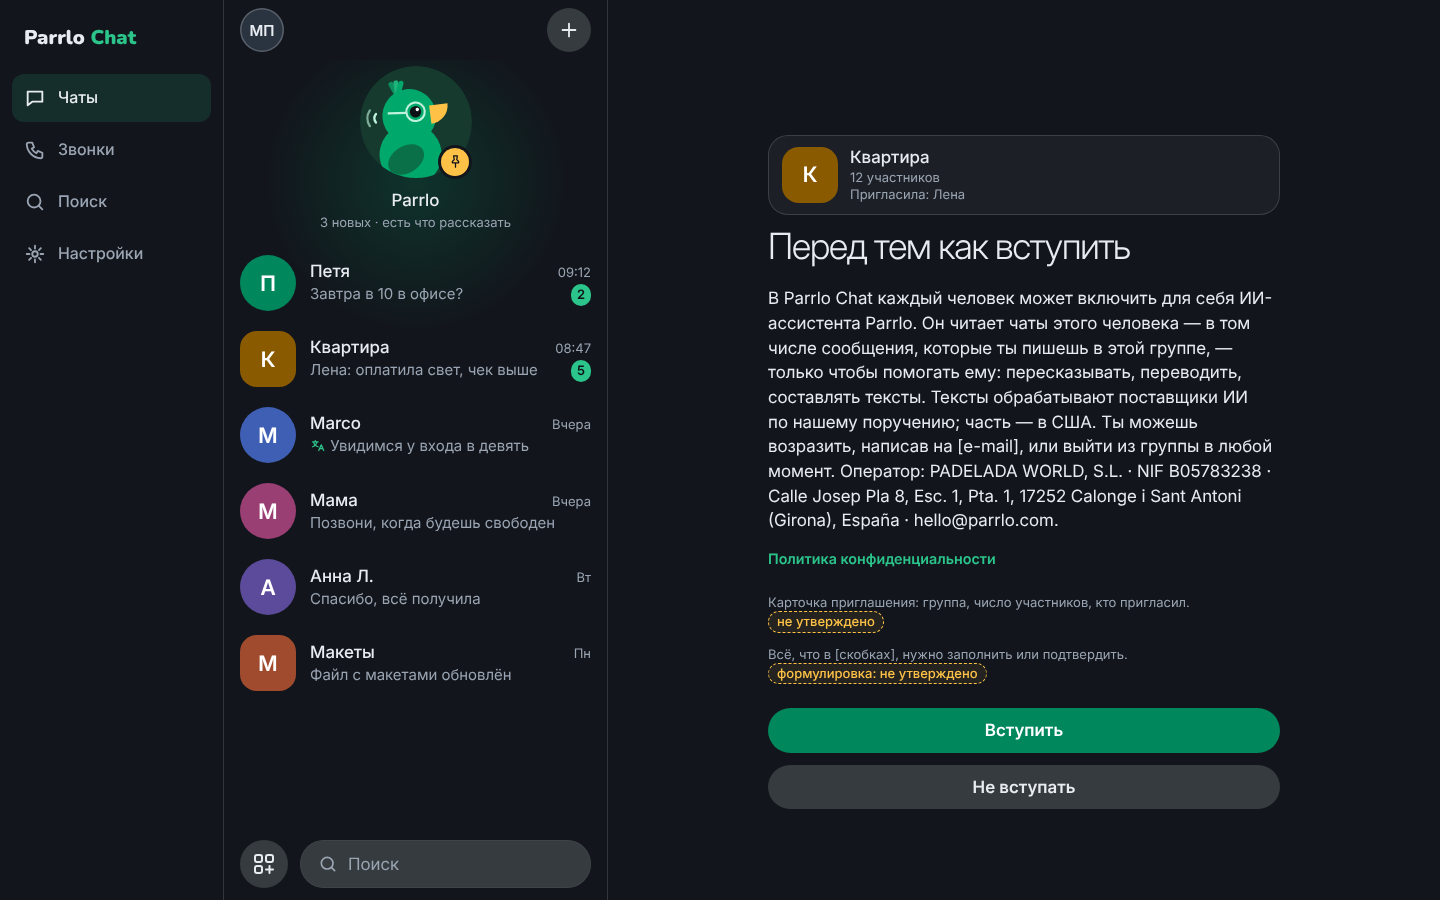 Parrlo Chat
Чаты
Звонки
Поиск
Настройки
МП
Parrlo
3 новых · есть что рассказать
П
Петя
09:12
Завтра в 10 в офисе?
2
К
Квартира
08:47
Лена: оплатила свет, чек выше
5
M
Marco
Вчера
Увидимся у входа в девять
М
Мама
Вчера
Позвони, когда будешь свободен
А
Анна Л.
Вт
Спасибо, всё получила
М
Макеты
Пн
Файл с макетами обновлён
Поиск
К
Квартира
12 участников
Пригласила: Лена
Перед тем как вступить
В Parrlo Chat каждый человек может включить для себя ИИ-
ассистента Parrlo. Он читает чаты этого человека — в том
числе сообщения, которые ты пишешь в этой группе, —
только чтобы помогать ему: пересказывать, переводить,
составлять тексты. Тексты обрабатывают поставщики ИИ
по нашему поручению; часть — в США. Ты можешь
возразить, написав на [e-mail], или выйти из группы в любой
момент. Оператор: PADELADA WORLD, S.L. · NIF B05783238 ·
Calle Josep Pla 8, Esc. 1, Pta. 1, 17252 Calonge i Sant Antoni
(Girona), España · hello@parrlo.com.
Политика конфиденциальности
Карточка приглашения: группа, число участников, кто пригласил.
не утверждено
Всё, что в [скобках], нужно заполнить или подтвердить.
формулировка: не утверждено
Вступить
Не вступать